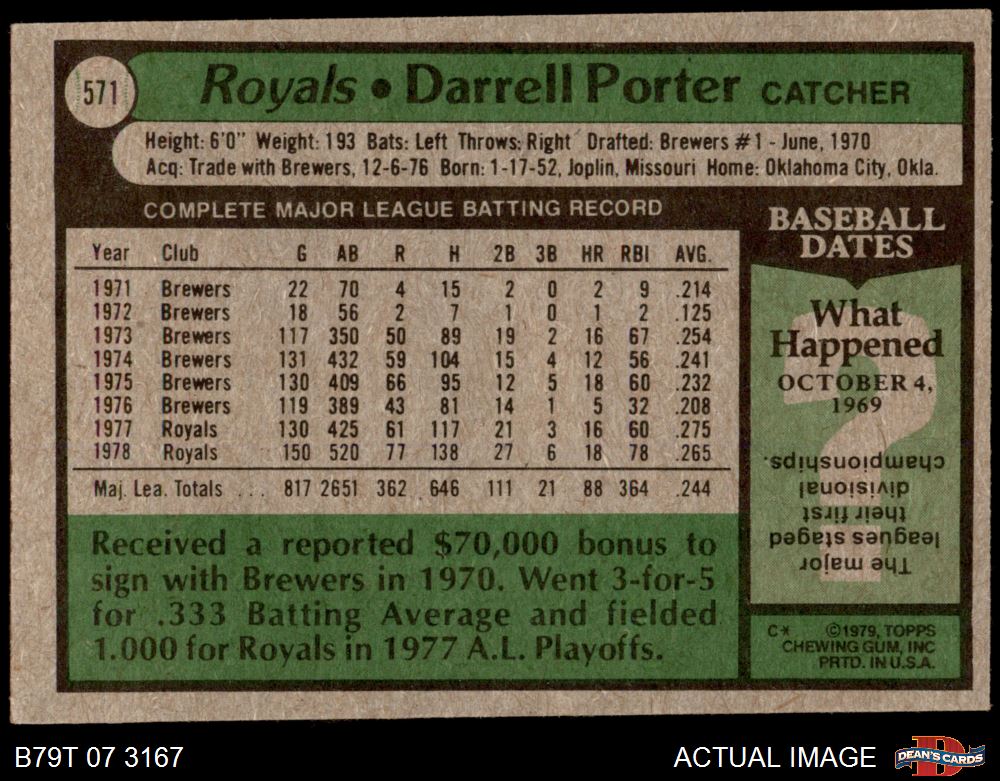 571
Royals • Darrell Porter CATCHER
Height: 6'0" Weight: 193 Bats: Left Throws: Right Drafted: Brewers #1 - June, 1970
Acq: Trade with Brewers, 12-6-76 Born: 1-17-52, Joplin, Missouri Home: Oklahoma City, Okla.
COMPLETE MAJOR LEAGUE BATTING RECORD
Year Club G AB R H 2B 3B HR RBI AVG.
1971 Brewers 22 70 4 15 2 0 2 9 .214
1972 Brewers 18 56 2 7 1 0 1 2 .125
1973 Brewers 117 350 50 89 19 2 16 67 .254
1974 Brewers 131 432 59 104 15 4 12 56 .241
1975 Brewers 130 409 66 95 12 5 18 60 .232
1976 Brewers 119 389 43 81 14 1 5 32 .208
1977 Royals 130 425 61 117 21 3 16 60 .275
1978 Royals 150 520 77 138 27 6 18 78 .265
Maj. Lea. Totals ... 817 2651 362 646 111 21 88 364 .244
Received a reported $70,000 bonus to
sign with Brewers in 1970. Went 3-for-5
for .333 Batting Average and fielded
1.000 for Royals in 1977 A.L. Playoffs.
BASEBALL
DATES
What
Happened
OCTOBER 4,
1969
?
The major
leagues staged
their first
divisional
championships.
C* ©1979, TOPPS
CHEWING GUM, INC
PRTD. IN U.S.A.
B79T 07 3167
ACTUAL IMAGE
D
DEAN'S CARDS